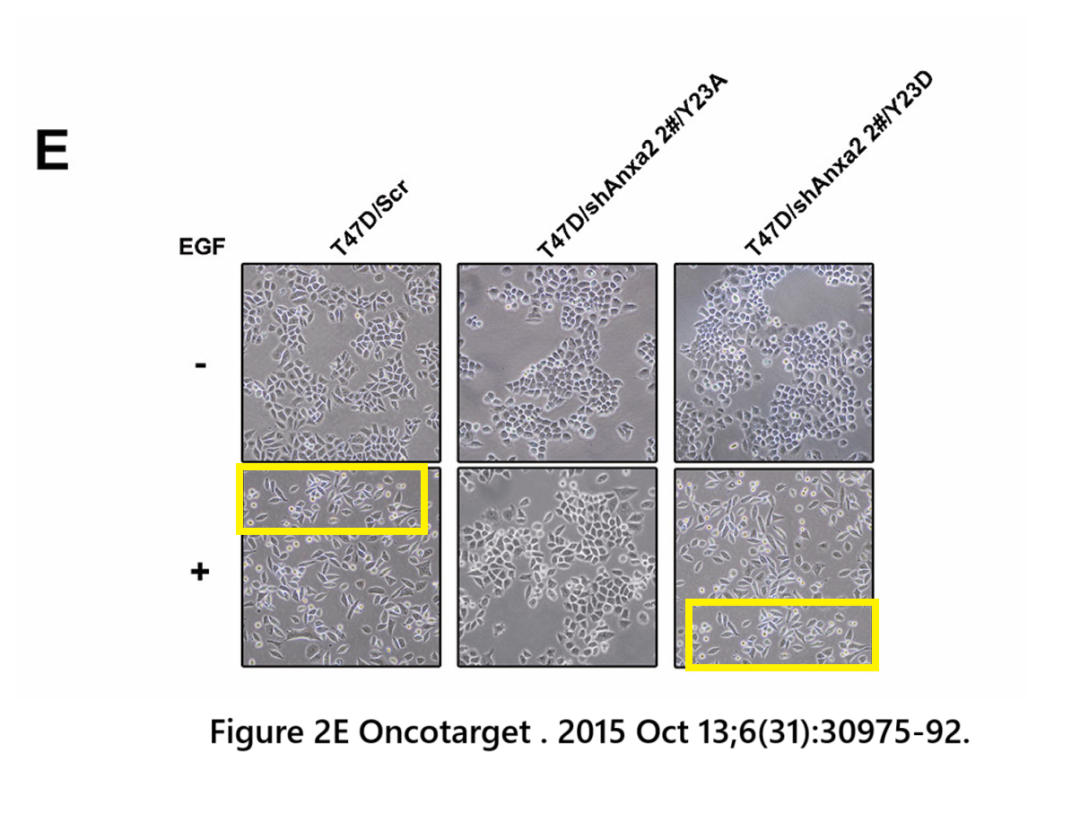 E
T47D/Scr
T47D/shAnxa2 2#/Y23A
T47D/shAnxa2 2#/Y23D
EGF
-
+
Figure 2E Oncotarget . 2015 Oct 13;6(31):30975-92.